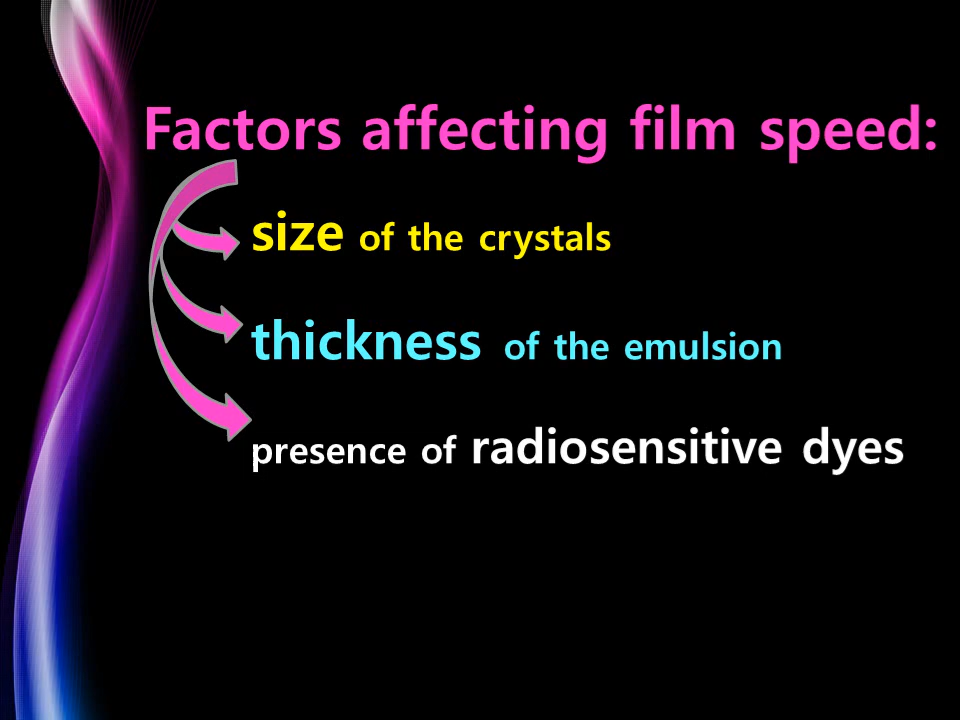 Factors affecting film speed:
size of the crystals
thickness of the emulsion
presence of radiosensitive dyes